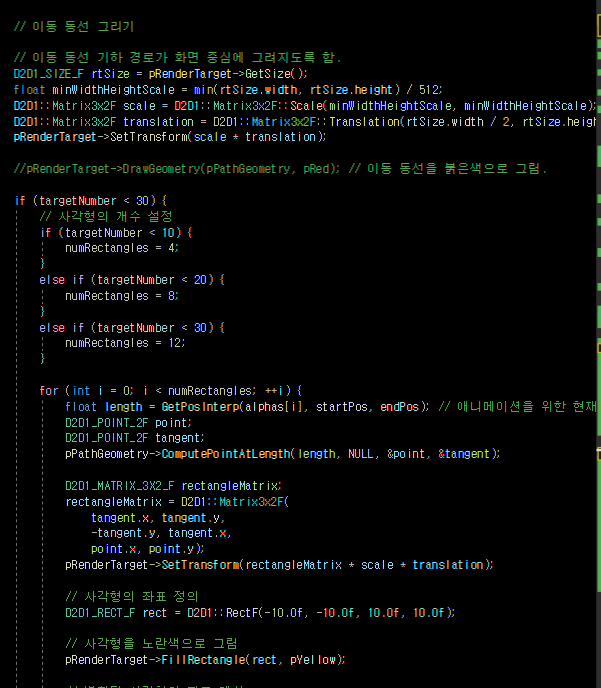 // 이동 동선 그리기
// 이동 동선 기하 경로가 화면 중심에 그려지도록 함.
D2D1_SIZE_F rtSize = pRenderTarget->GetSize();
float minWidthHeightScale = min(rtSize.width, rtSize.height) / 512;
D2D1::Matrix3x2F scale = D2D1::Matrix3x2F::Scale(minWidthHeightScale, minWidthHeightScale);
D2D1::Matrix3x2F translation = D2D1::Matrix3x2F::Translation(rtSize.width / 2, rtSize.heigh
pRenderTarget->SetTransform(scale * translation);
//pRenderTarget->DrawGeometry(pPathGeometry, pRed); // 이동 동선을 붉은색으로 그림.
if (targetNumber < 30) {
// 사각형의 개수 설정
if (targetNumber < 10) {
numRectangles = 4;
}
else if (targetNumber < 20) {
numRectangles = 8;
}
else if (targetNumber < 30) {
numRectangles = 12;
}
for (int i = 0; i < numRectangles; ++i) {
float length = GetPosInterp(alphas[i], startPos, endPos); // 애니메이션을 위한 현재
D2D1_POINT_2F point;
D2D1_POINT_2F tangent;
pPathGeometry->ComputePointAtLength(length, NULL, &point, &tangent);
D2D1_MATRIX_3X2_F rectangleMatrix;
rectangleMatrix = D2D1::Matrix3x2F(
tangent.x, tangent.y,
-tangent.y, tangent.x,
point.x, point.y);
pRenderTarget->SetTransform(rectangleMatrix * scale * translation);
// 사각형의 좌표 정의
D2D1_RECT_F rect = D2D1::RectF(-10.0f, -10.0f, 10.0f, 10.0f);
// 사각형을 노란색으로 그림
pRenderTarget->FillRectangle(rect, pYellow);